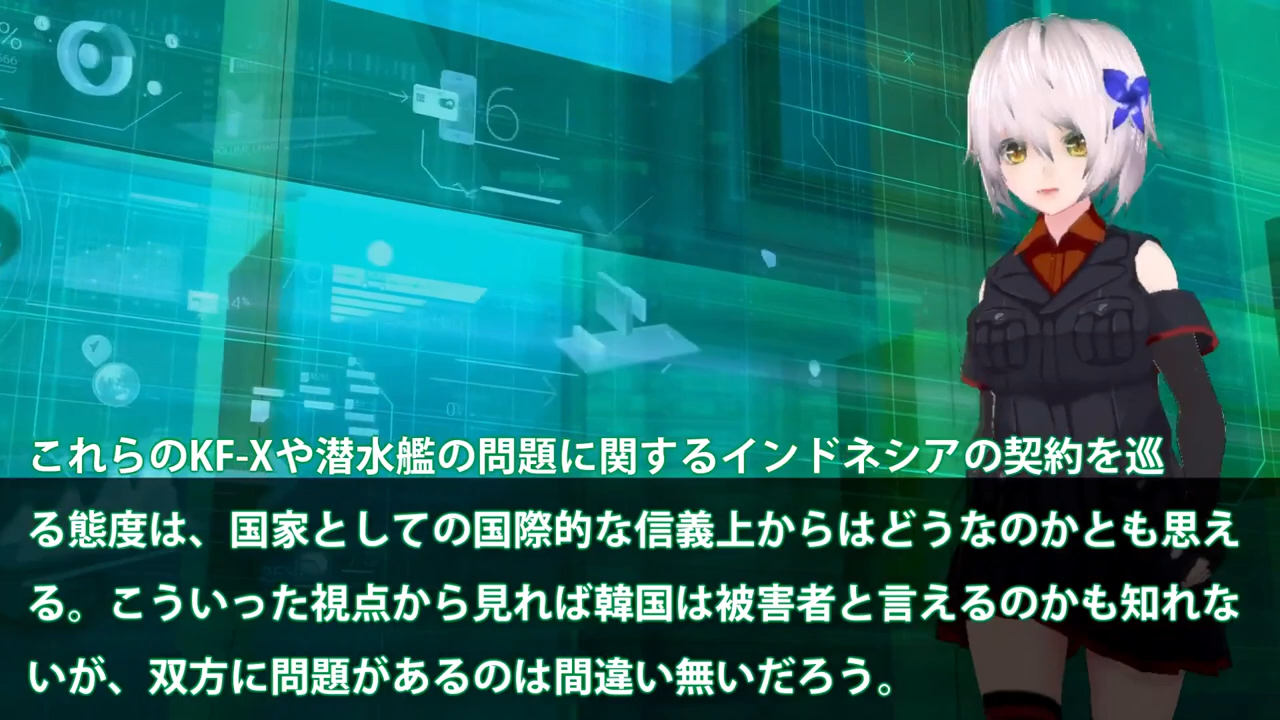 %
666
6
4%
0%
これらのKF-Xや潜水艦の問題に関するインドネシアの契約を巡
る態度は、国家としての国際的な信義上からはどうなのかとも思え
る。こういった視点から見れば韓国は被害者と言えるのかも知れな
いが、双方に問題があるのは間違い無いだろう。